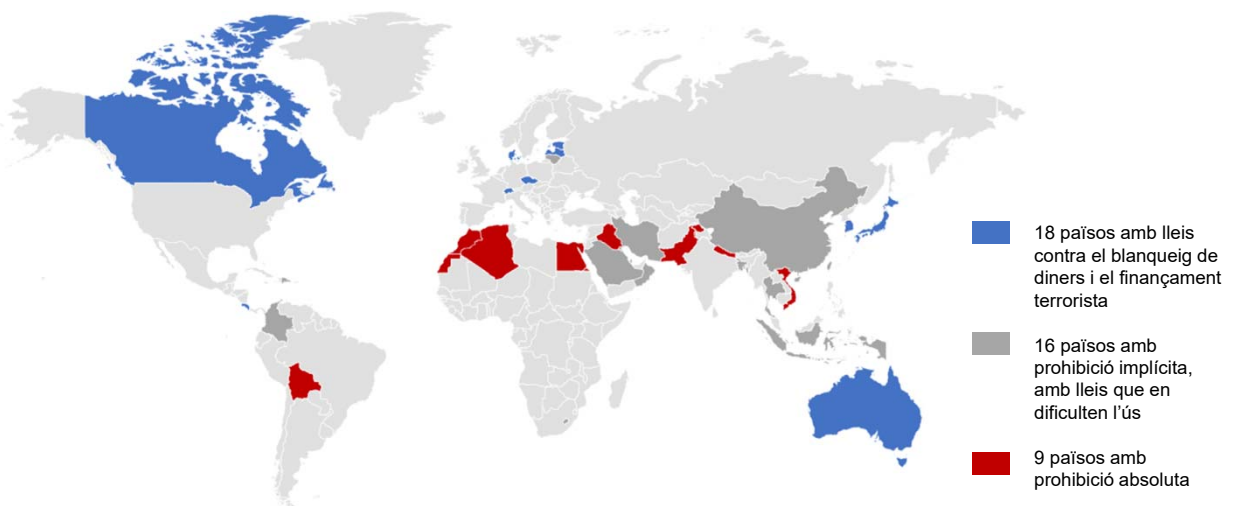 18 països amb lleis
contra el blanqueig de
diners i el finançament
terrorista
16 països amb
prohibició implícita,
amb lleis que en
dificulten l’ús
9 països amb
prohibició absoluta